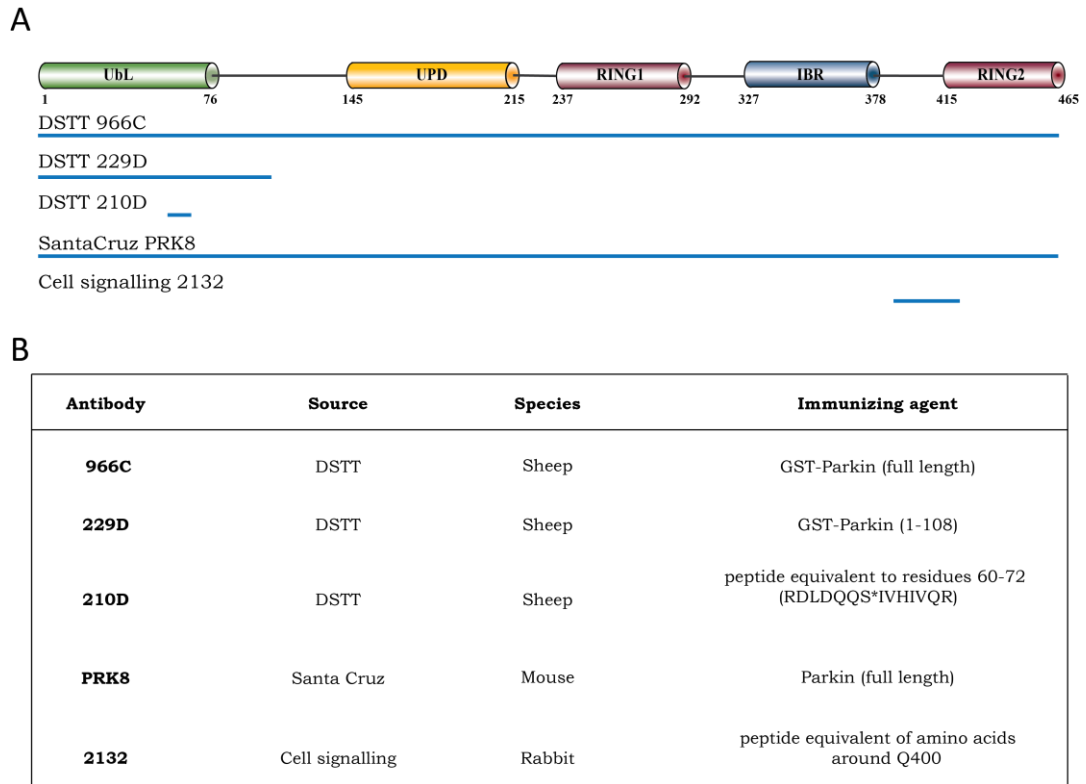 A
UbL UPD RING1 IBR RING2
1 76 145 215 237 292 327 378 415 465
DSTT 966C
DSTT 229D
DSTT 210D
SantaCruz PRK8
Cell signalling 2132
B
Antibody Source Species Immunizing agent
966C DSTT Sheep GST-Parkin (full length)
229D DSTT Sheep GST-Parkin (1-108)
210D DSTT Sheep peptide equivalent to residues 60-72
(RDLDQQS*IVHIVQR)
PRK8 Santa Cruz Mouse Parkin (full length)
2132 Cell signalling Rabbit peptide equivalent of amino acids
around Q400